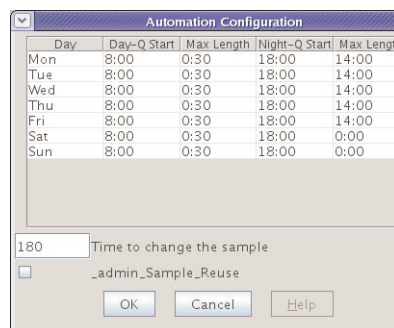 Automation Configuration
Day Day-Q Start Max Length Night-Q Start Max Lengt
Mon 8:00 0:30 18:00 14:00
Tue 8:00 0:30 18:00 14:00
Wed 8:00 0:30 18:00 14:00
Thu 8:00 0:30 18:00 14:00
Fri 8:00 0:30 18:00 14:00
Sat 8:00 0:30 18:00 0:00
Sun 8:00 0:30 18:00 0:00
180 Time to change the sample
_admin_Sample_Reuse
OK Cancel Help